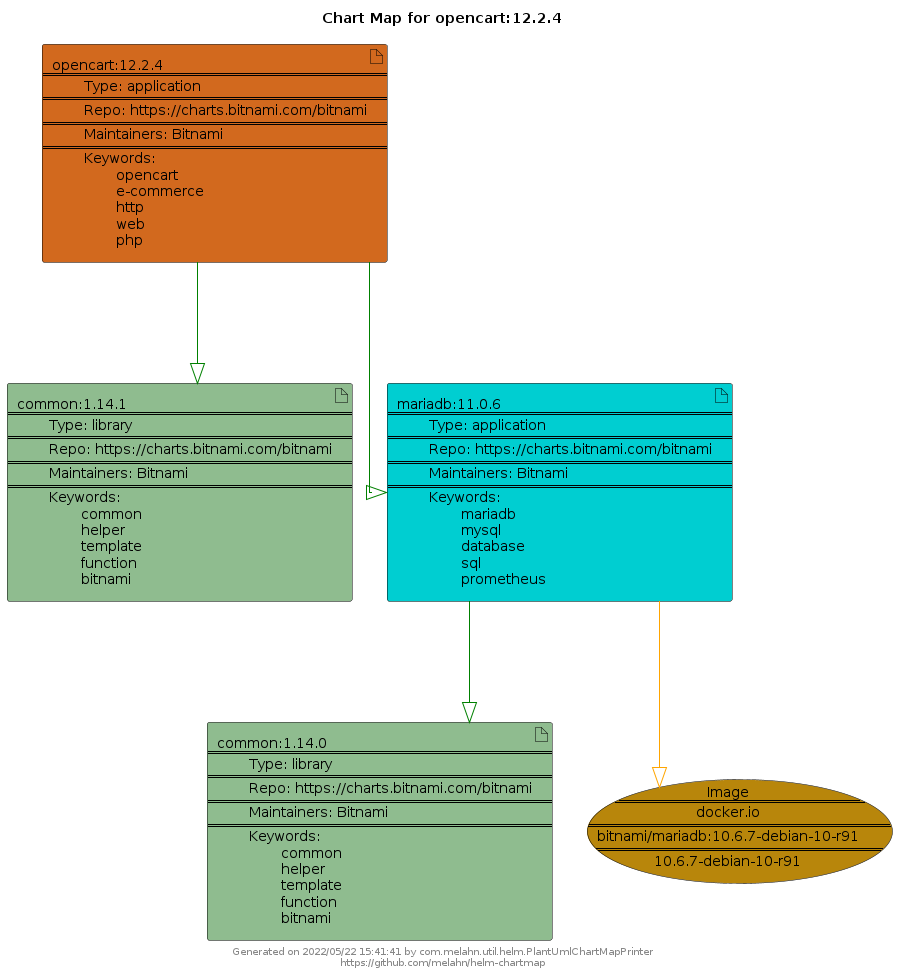 Chart Map for opencart:12.2.4
opencart:12.2.4
Type: application
Repo: https://charts.bitnami.com/bitnami
Maintainers: Bitnami
Keywords:
opencart
e-commerce
http
web
php
common:1.14.1
Type: library
Repo: https://charts.bitnami.com/bitnami
Maintainers: Bitnami
Keywords:
common
helper
template
function
bitnami
mariadb:11.0.6
Type: application
Repo: https://charts.bitnami.com/bitnami
Maintainers: Bitnami
Keywords:
mariadb
mysql
database
sql
prometheus
common:1.14.0
Type: library
Repo: https://charts.bitnami.com/bitnami
Maintainers: Bitnami
Keywords:
common
helper
template
function
bitnami
Image
docker.io
bitnami/mariadb:10.6.7-debian-10-r91
10.6.7-debian-10-r91
Generated on 2022/05/22 15:41:41 by com.melahn.util.helm.PlantUmlChartMapPrinter
https://github.com/melahn/helm-chartmap